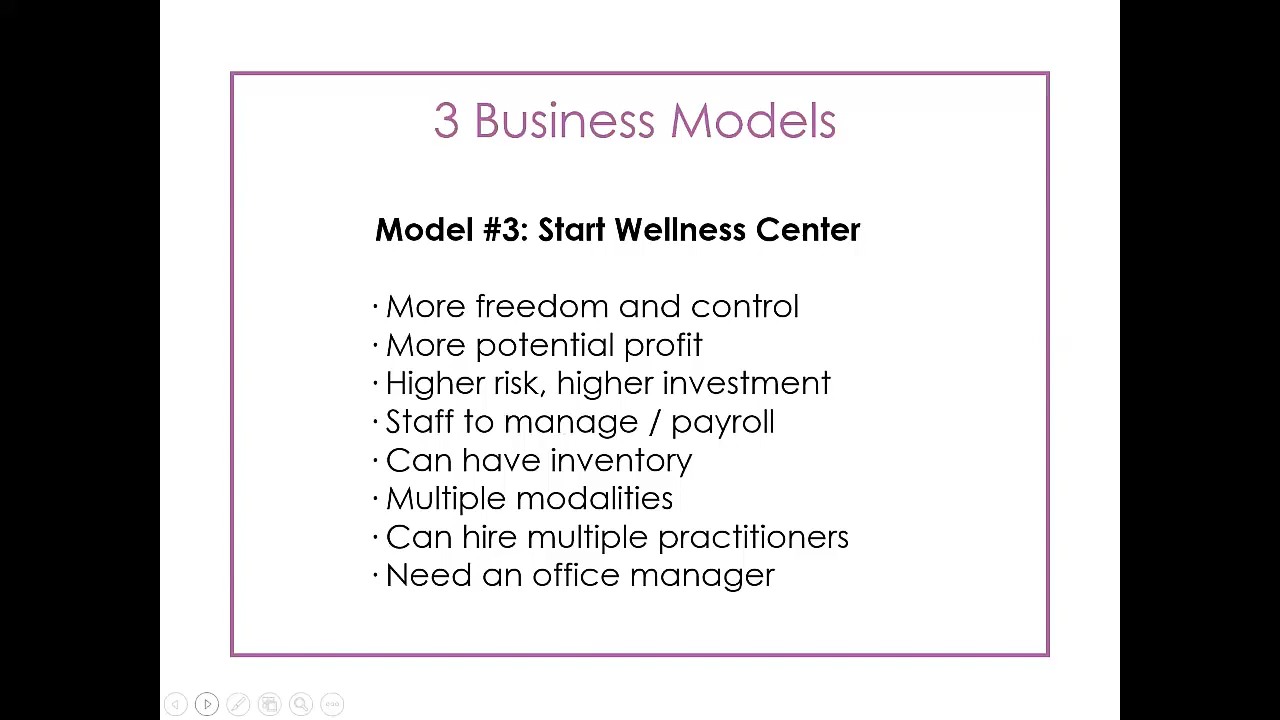 3 Business Models
Model #3: Start Wellness Center
· More freedom and control
· More potential profit
· Higher risk, higher investment
· Staff to manage / payroll
· Can have inventory
· Multiple modalities
· Can hire multiple practitioners
· Need an office manager